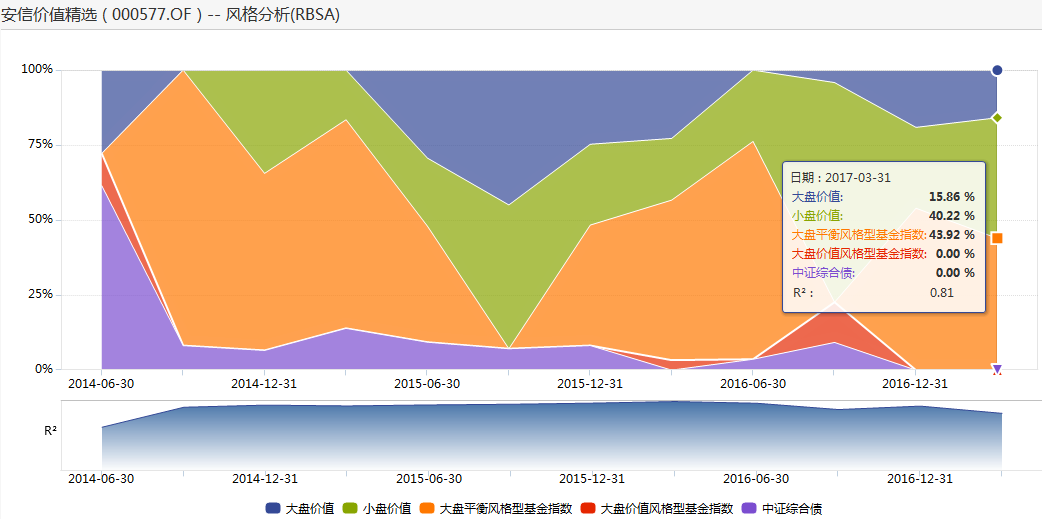 安信价值精选 ( 000577.OF ) -- 风格分析(RBSA)
100%
75%
50%
25%
0%
日期 : 2017-03-31
大盘价值: 15.86 %
小盘价值: 40.22 %
大盘平衡风格型基金指数: 43.92 %
大盘价值风格型基金指数: 0.00 %
中证综合债: 0.00 %
R² : 0.81
2014-06-30 2014-12-31 2015-06-30 2015-12-31 2016-06-30 2016-12-31
R²
2014-06-30 2014-12-31 2015-06-30 2015-12-31 2016-06-30 2016-12-31
大盘价值 小盘价值 大盘平衡风格型基金指数 大盘价值风格型基金指数 中证综合债